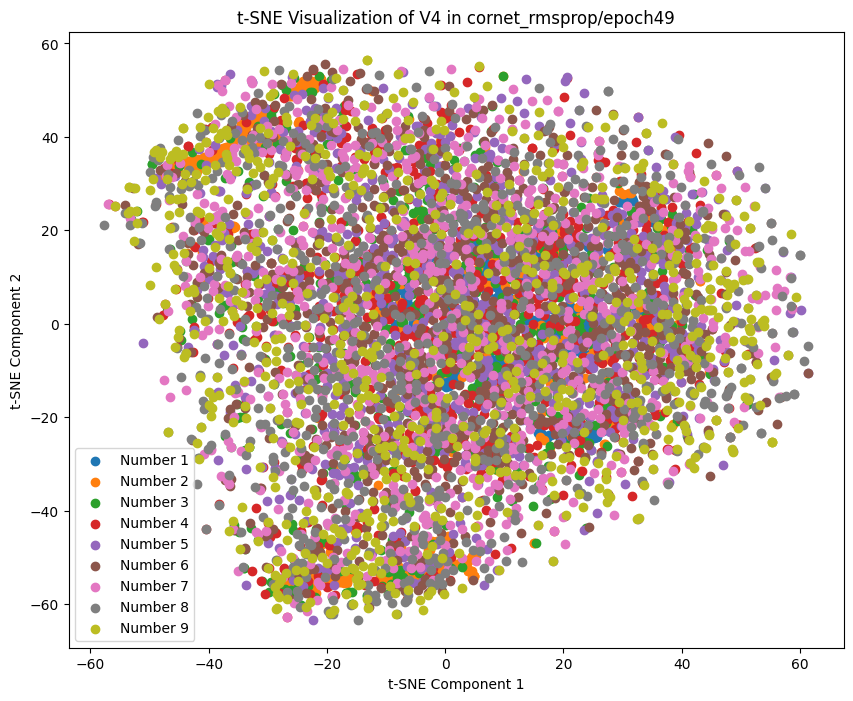 t-SNE Visualization of V4 in cornet_rmsprop/epoch49
60
40
20
0
−20
−40
−60
t-SNE Component 2
Number 1
Number 2
Number 3
Number 4
Number 5
Number 6
Number 7
Number 8
Number 9
−60 −40 −20 0 20 40 60
t-SNE Component 1